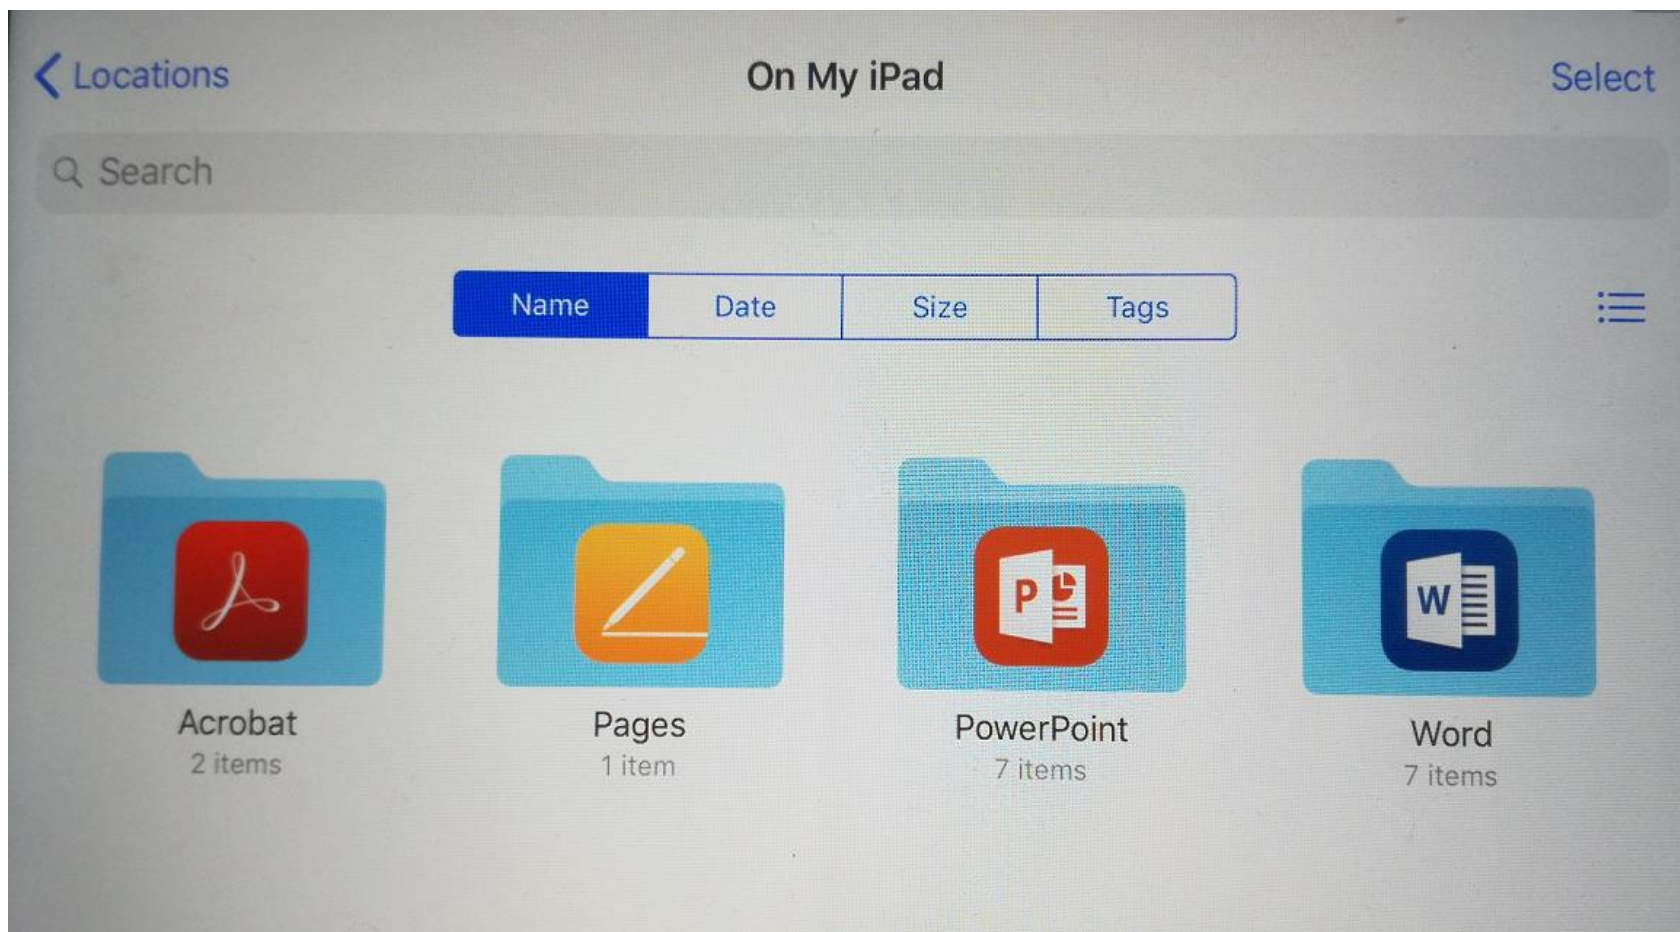 Locations
On My iPad
Select
Search
Name
Date
Size
Tags
P
W
Acrobat
Pages
PowerPoint
Word
2 items
1 item
7 items
7 items